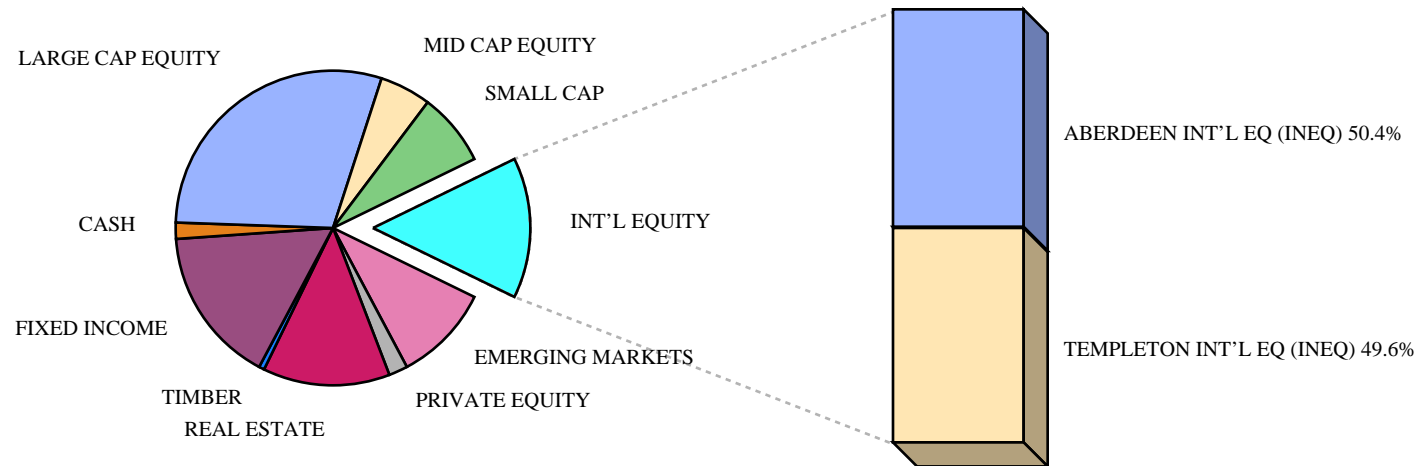 MID CAP EQUITY
LARGE CAP EQUITY
SMALL CAP
ABERDEEN INT'L EQ (INEQ) 50.4%
INT'L EQUITY
CASH
FIXED INCOME
TEMPLETON INT'L EQ (INEQ) 49.6%
EMERGING MARKETS
TIMBER
PRIVATE EQUITY
REAL ESTATE